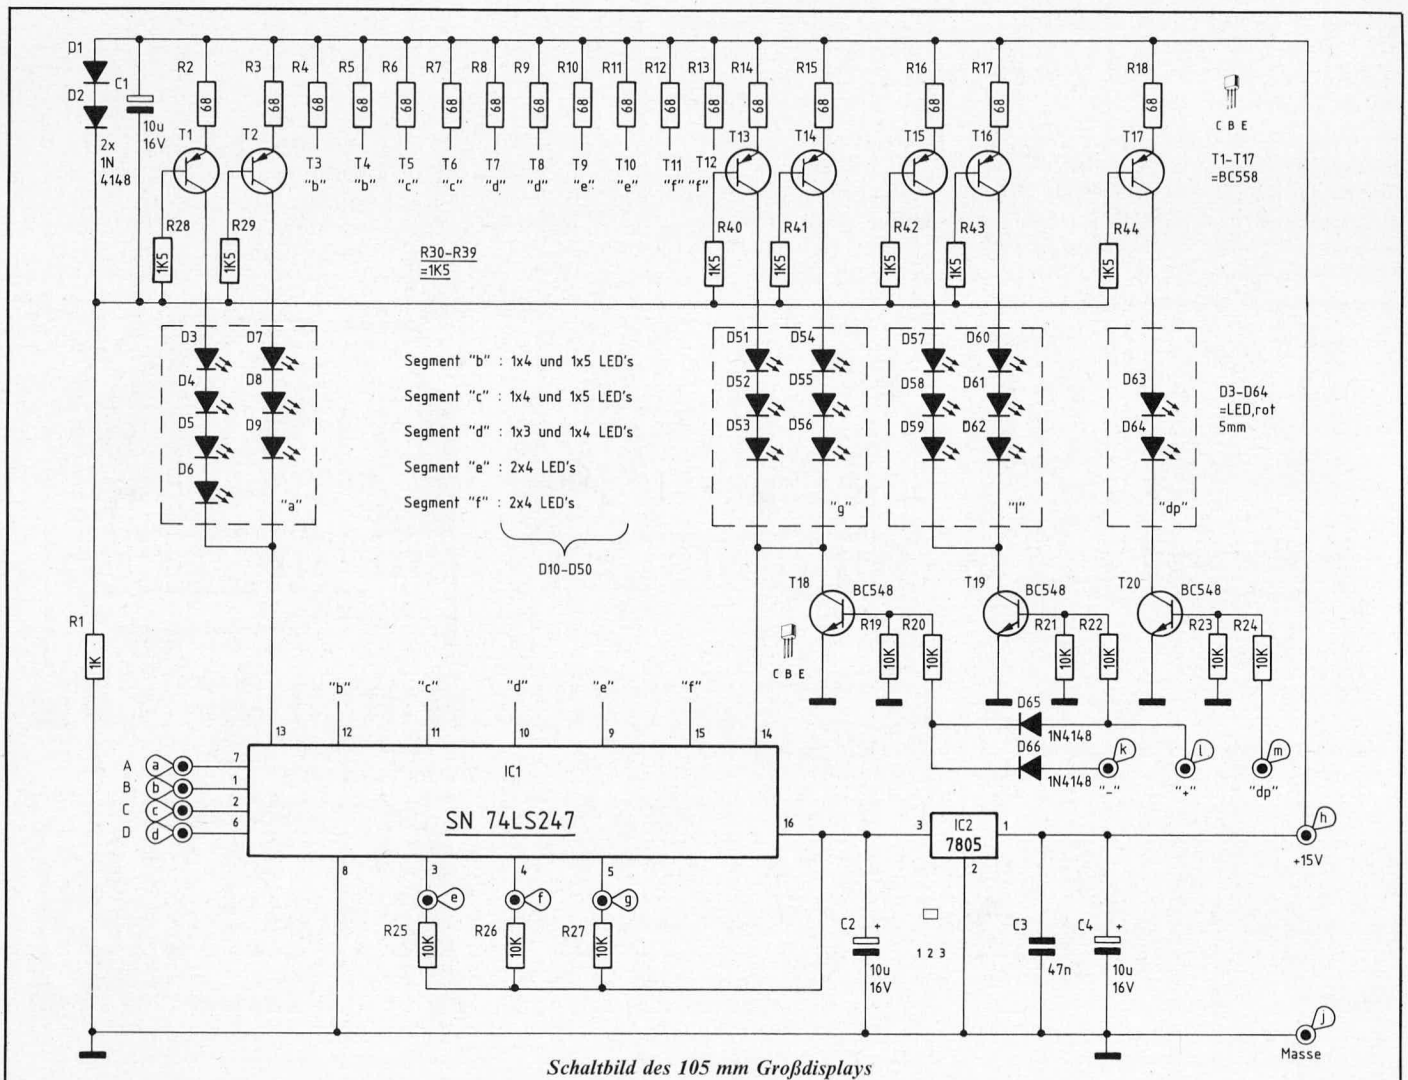 D1
D2
2x
1N
4148
C1
10u
16V
R2 R3 R4 R5 R6 R7 R8 R9 R10 R11 R12 R13 R14 R15 R16 R17 R18
68 68 68 68 68 68 68 68 68 68 68 68 68 68 68 68 68
T1 T2 T3 T4 T5 T6 T7 T8 T9 T10 T11 T12 T13 T14 T15 T16 T17
"b" "b" "c" "c" "d" "d" "e" "e" "f" "f"
C B E
T1-T17
=BC558
R28 R29 R40 R41 R42 R43 R44
1K5 1K5 1K5 1K5 1K5 1K5 1K5
R30-R39
=1K5
D3 D7 D51 D54 D57 D60
D4 D8 D52 D55 D58 D61 D63
D5 D9 D53 D56 D59 D62 D64
D6
"a" "g" "l" "dp"
Segment "b" : 1x4 und 1x5 LED's
Segment "c" : 1x4 und 1x5 LED's
Segment "d" : 1x3 und 1x4 LED's
Segment "e" : 2x4 LED's
Segment "f" : 2x4 LED's
D10-D50
D3-D64
=LED,rot
5mm
T18 BC548 T19 BC548 T20 BC548
R1
1K
R19 R20 R21 R22 R23 R24
10K 10K 10K 10K 10K 10K
C B E
"b" "c" "d" "e" "f"
13 12 11 10 9 15 14
D65
1N4148
D66
1N4148
k l m
"-" "+" "dp"
A a 7
B b 1
C c 2
D d 6
IC1
SN 74LS247
16
3 IC2 1
7805
2
h
+15V
8 3 4 5
e f g
R25 R26 R27
10K 10K 10K
C2 +
10u
16V
1 2 3
C3
47n
C4 +
10u
16V
j
Masse
Schaltbild des 105 mm Großdisplays